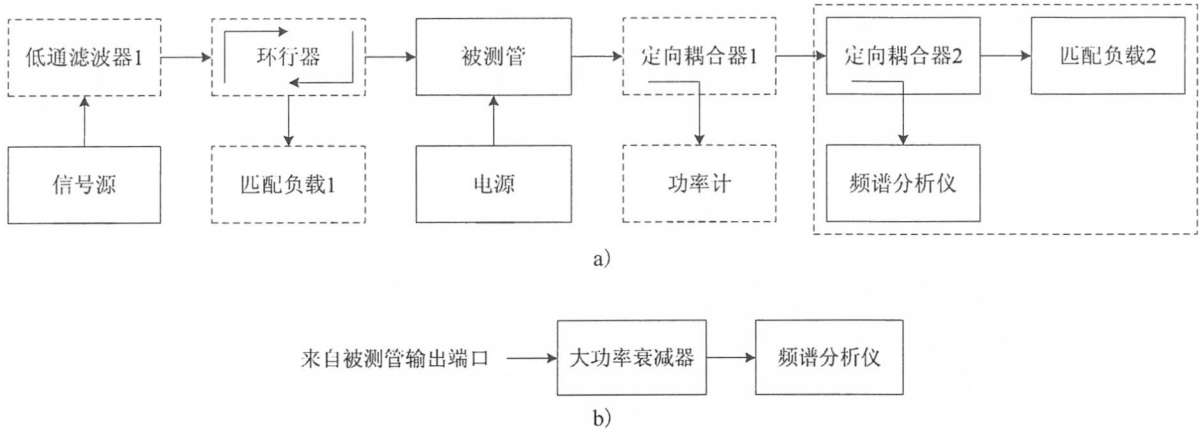 低通滤波器1
环行器
被测管
定向耦合器1
定向耦合器2
匹配负载2
信号源
匹配负载1
电源
功率计
频谱分析仪
a）
来自被测管输出端口
大功率衰减器
频谱分析仪
b）